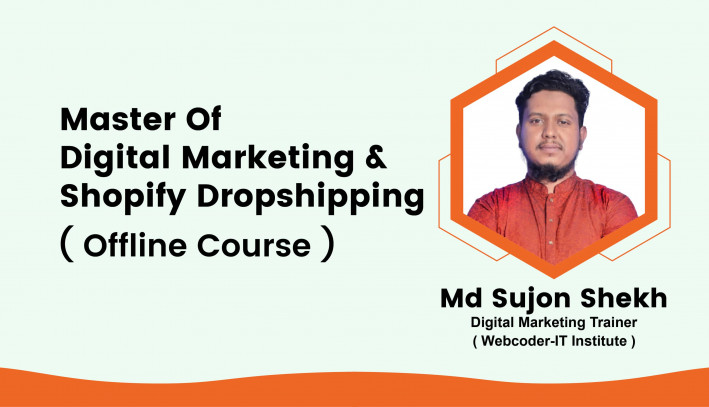 Master Of
Digital Marketing &
Shopify Dropshipping
( Offline Course )
Md Sujon Shekh
Digital Marketing Trainer
( Webcoder-IT Institute )